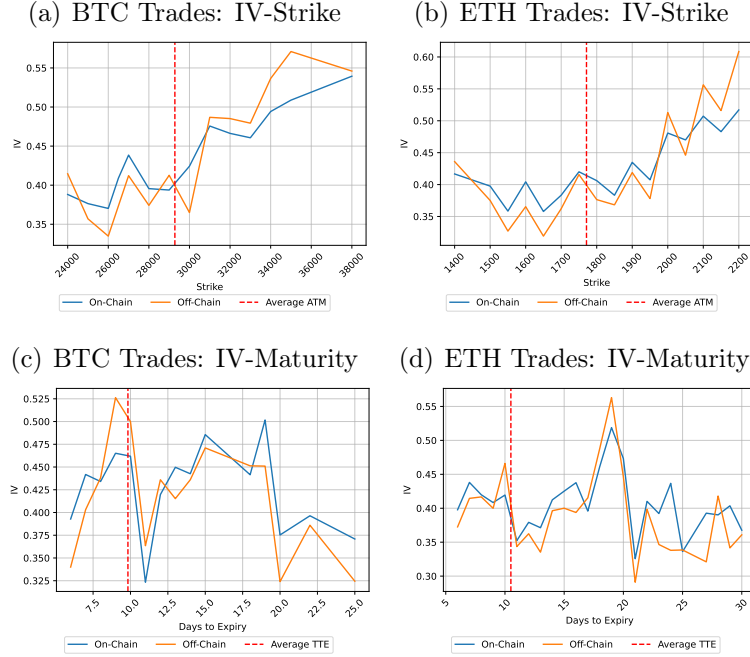 (a) BTC Trades: IV-Strike
0.55
0.50
0.45
0.40
0.35
IV
24000 26000 28000 30000 32000 34000 36000 38000
Strike
On-Chain Off-Chain Average ATM
(b) ETH Trades: IV-Strike
0.60
0.55
0.50
0.45
0.40
0.35
IV
1400 1500 1600 1700 1800 1900 2000 2100 2200
Strike
On-Chain Off-Chain Average ATM
(c) BTC Trades: IV-Maturity
0.525
0.500
0.475
0.450
0.425
0.400
0.375
0.350
0.325
IV
7.5 10.0 12.5 15.0 17.5 20.0 22.5 25.0
Days to Expiry
On-Chain Off-Chain Average TTE
(d) ETH Trades: IV-Maturity
0.55
0.50
0.45
0.40
0.35
0.30
IV
5 10 15 20 25 30
Days to Expiry
On-Chain Off-Chain Average TTE